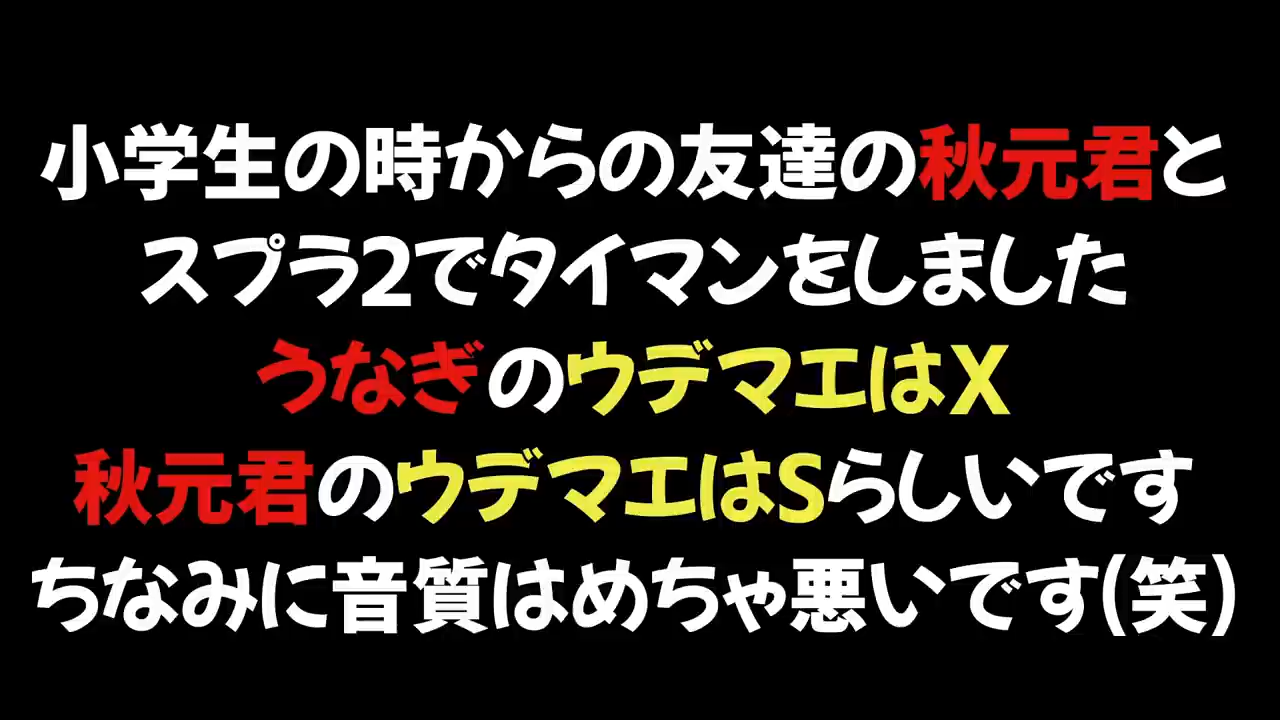 小学生の時からの友達の秋元君と
スプラ2でタイマンをしました
うなぎのウデマエはX
秋元君のウデマエはSらしいです
ちなみに音質はめちゃ悪いです(笑)